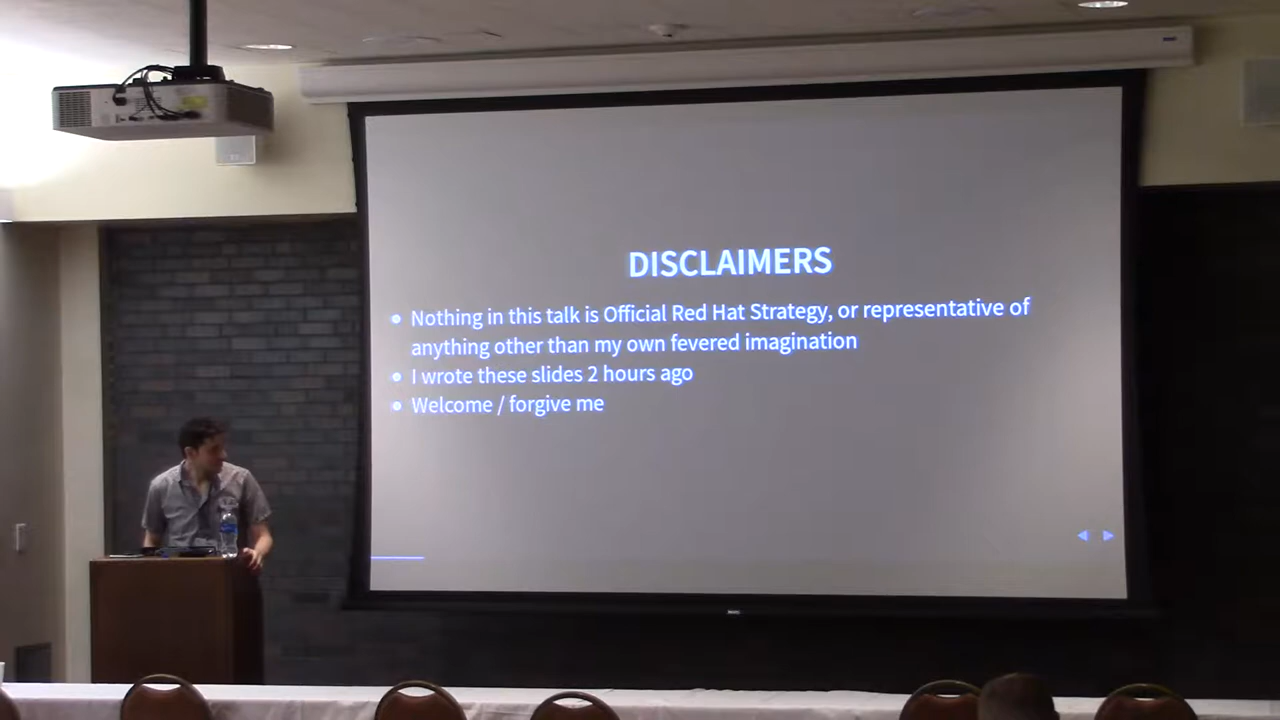 DISCLAIMERS
Nothing in this talk is Official Red Hat Strategy, or representative of
anything other than my own fevered imagination
I wrote these slides 2 hours ago
Welcome / forgive me